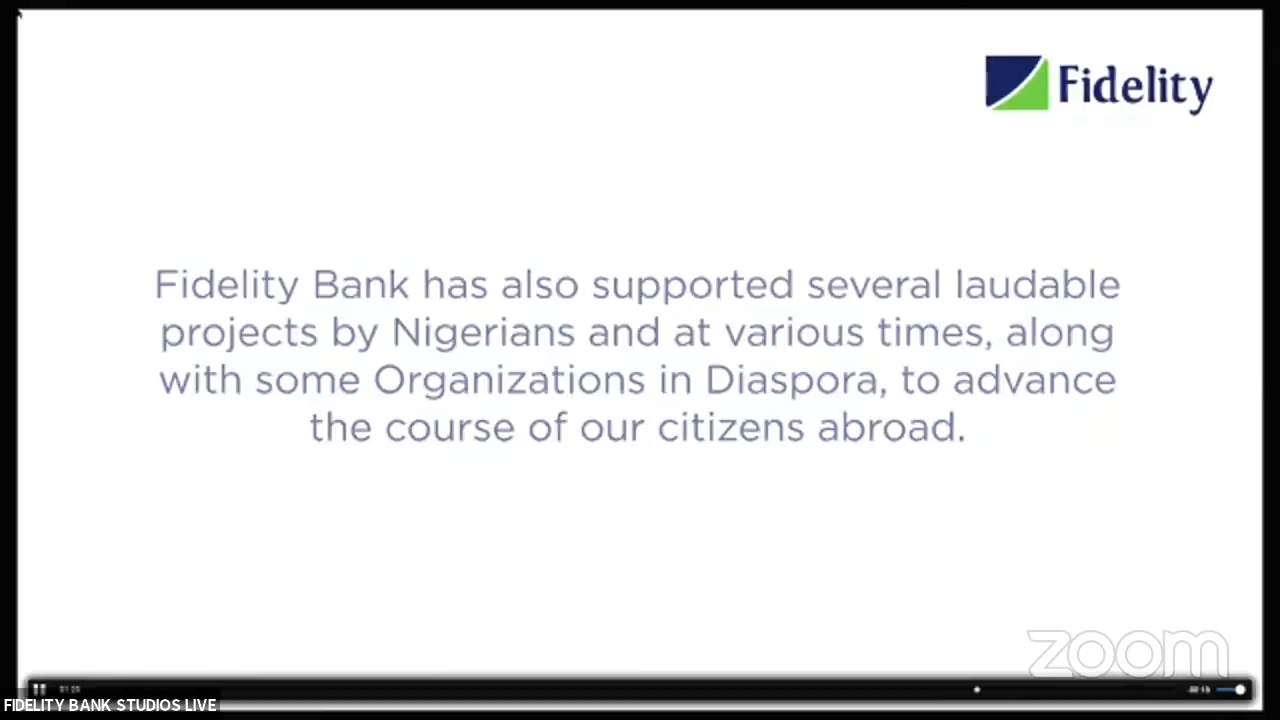 Fidelity
Fidelity Bank has also supported several laudable
projects by Nigerians and at various times, along
with some Organizations in Diaspora, to advance
the course of our citizens abroad.
zoom
FIDELITY BANK STUDIOS LIVE